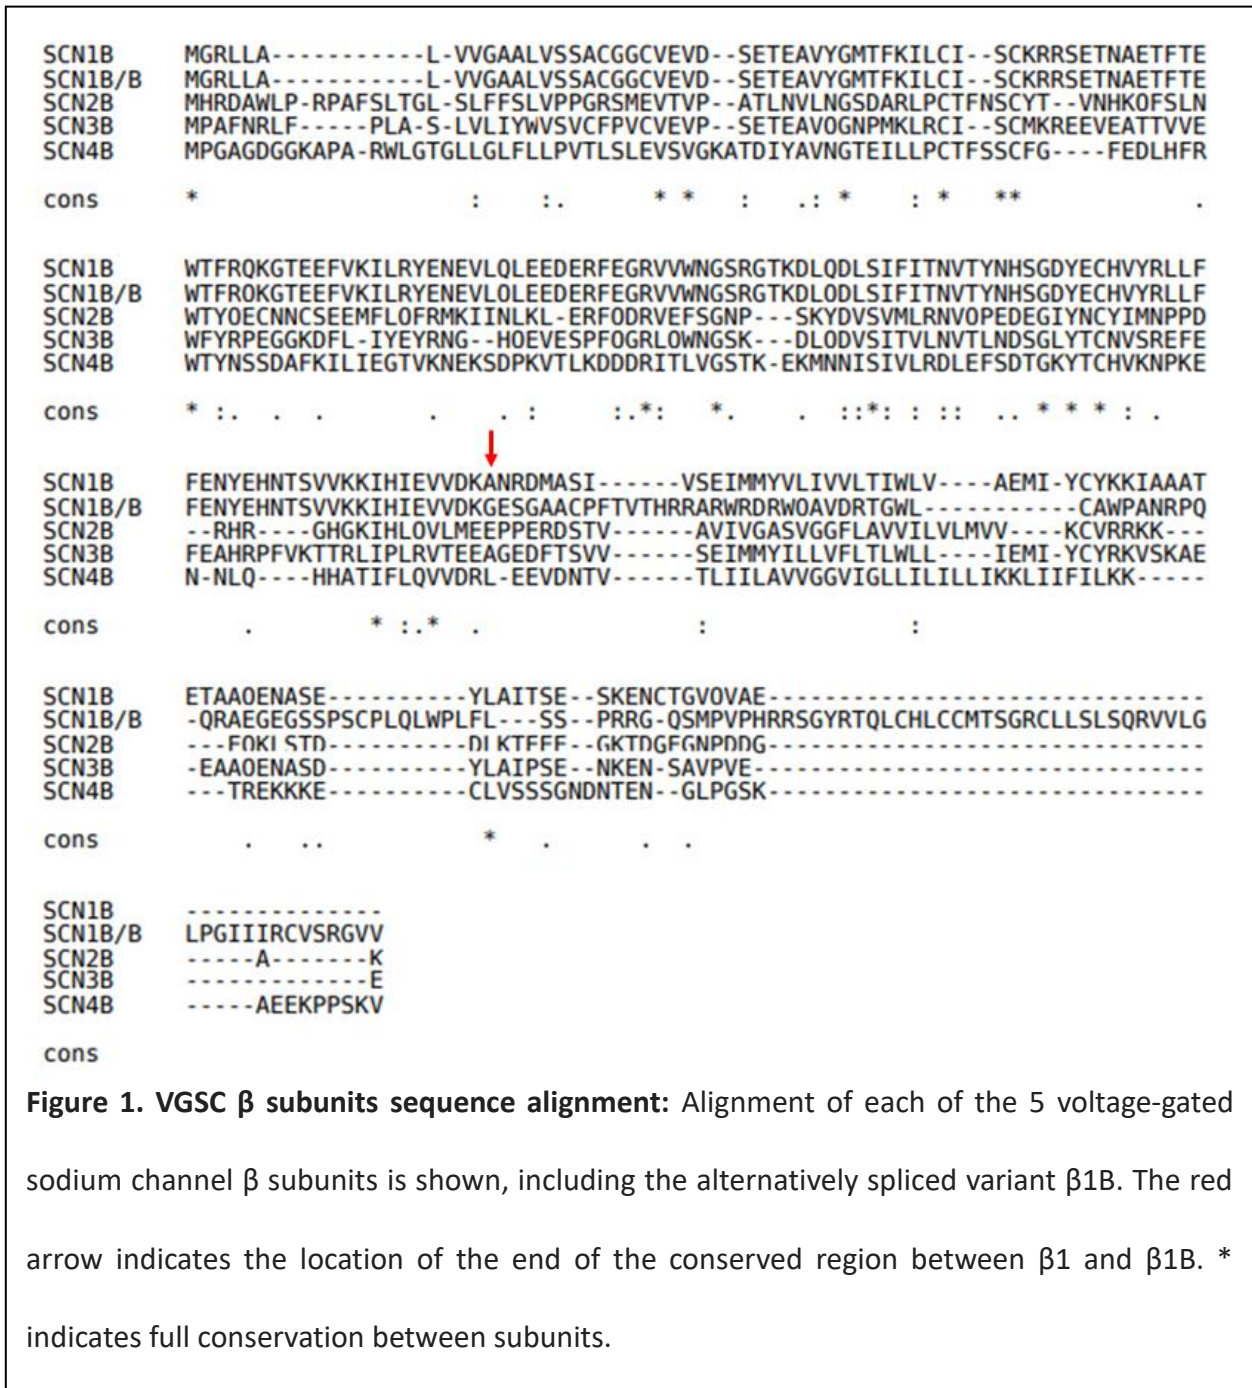 SCN1B MGRLLA-----------L-VVGAALVSSACGGCVEVD--SETEAVYGMTFKILCI--SCKRRSETNAETFTE
SCN1B/B MGRLLA-----------L-VVGAALVSSACGGCVEVD--SETEAVYGMTFKILCI--SCKRRSETNAETFTE
SCN2B MHRDAWLP-RPAFSLTGL-SLFFSLVPPGRSMEVTVP--ATLNVLNGSDARLPCTFNSCYT--VNHKOFSLN
SCN3B MPAFNRLF-----PLA-S-LVLIYWVSVCFPVCVEVP--SETEAVOGNPMKLRCI--SCMKREEVEATTVVE
SCN4B MPGAGDGGKAPA-RWLGTGLLGLFLLPVTLSLEVSVGKATDIYAVNGTEILLPCTFSSCFG----FEDLHFR
cons * : :. * * : .: * : * ** .
SCN1B WTFRQKGTEEFVKILRYENEVLQLEEDERFEGRVVWNGSRGTKDLQDLSIFITNVTYNHSGDYECHVYRLLF
SCN1B/B WTFROKGTEEFVKILRYENEVLOLEEDERFEGRVVWNGSRGTKDLODLSIFITNVTYNHSGDYECHVYRLLF
SCN2B WTYOECNNCSEEMFLOFRMKIINLKL-ERFODRVEFSGNP---SKYDVSVMLRNVOPEDEGIYNCYIMNPPD
SCN3B WFYRPEGGKDFL-IYEYRNG--HOEVESPFOGRLOWNGSK---DLODVSITVLNVTLNDSGLYTCNVSREFE
SCN4B WTYNSSDAFKILIEGTVKNEKSDPKVTLKDDDRITLVGSTK-EKMNNISIVLRDLEFSDTGKYTCHVKNPKE
cons * :. . . . . : :.*: *. . ::*: : :: .. * * * : .
SCN1B FENYEHNTSVVKKIHIEVVDKANRDMASI------VSEIMMYVLIVVLTIWLV----AEMI-YCYKKIAAAT
SCN1B/B FENYEHNTSVVKKIHIEVVDKGESGAACPFTVTHRRARWRDRWOAVDRTGWL-----------CAWPANRPQ
SCN2B --RHR----GHGKIHLOVLMEEPPERDSTV------AVIVGASVGGFLAVVILVLMVV----KCVRRKK---
SCN3B FEAHRPFVKTTRLIPLRVTEEAGEDFTSVV------SEIMMYILLVFLTLWLL----IEMI-YCYRKVSKAE
SCN4B N-NLQ----HHATIFLQVVDRL-EEVDNTV------TLIILAVVGGVIGLLILILLIKKLIIFILKK-----
cons . * :.* . : :
SCN1B ETAAOENASE----------YLAITSE--SKENCTGVOVAE-------------------------------
SCN1B/B -QRAEGEGSSPSCPLQLWPLFL---SS--PRRG-QSMPVPHRRSGYRTQLCHLCCMTSGRCLLSLSQRVVLG
SCN2B ---EOKLSTD----------DLKTEEE--GKTDGEGNPDDG-------------------------------
SCN3B -EAAOENASD----------YLAIPSE--NKEN-SAVPVE--------------------------------
SCN4B ---TREKKKE----------CLVSSSGNDNTEN--GLPGSK-------------------------------
cons . .. * . . .
SCN1B --------------
SCN1B/B LPGIIIRCVSRGVV
SCN2B -----A-------K
SCN3B -------------E
SCN4B -----AEEKPPSKV
cons
Figure 1. VGSC β subunits sequence alignment: Alignment of each of the 5 voltage-gated
sodium channel β subunits is shown, including the alternatively spliced variant β1B. The red
arrow indicates the location of the end of the conserved region between β1 and β1B. *
indicates full conservation between subunits.